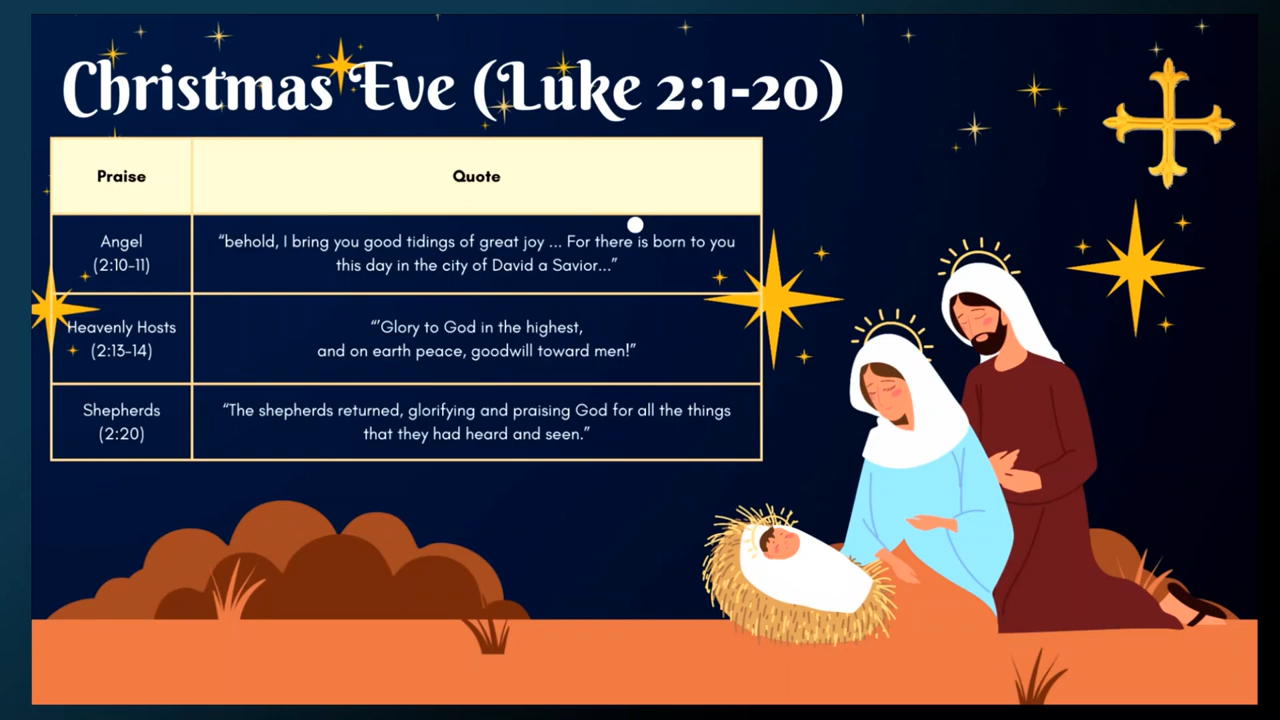 Christmas Eve (Luke 2:1-20)
Praise
Quote
Angel
(2:10-11)
“behold, I bring you good tidings of great joy ... For there is born to you
this day in the city of David a Savior...”
Heavenly Hosts
(2:13-14)
“’Glory to God in the highest,
and on earth peace, goodwill toward men!”
Shepherds
(2:20)
“The shepherds returned, glorifying and praising God for all the things
that they had heard and seen.”